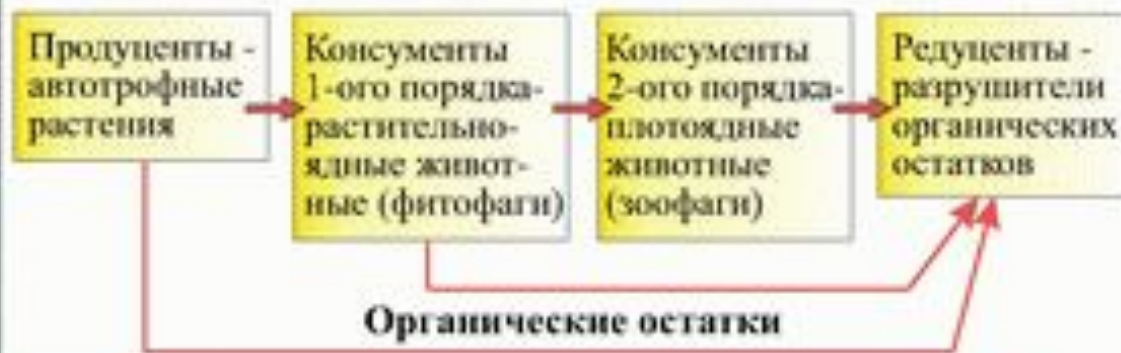 Продуценты -
автотрофные
растения
Консументы
1-ого порядка-
растительно-
ядные живот-
ные (фитофаги)
Консументы
2-ого порядка-
плотоядные
животные
(зоофаги)
Редуценты -
разрушители
органических
остатков
Органические остатки